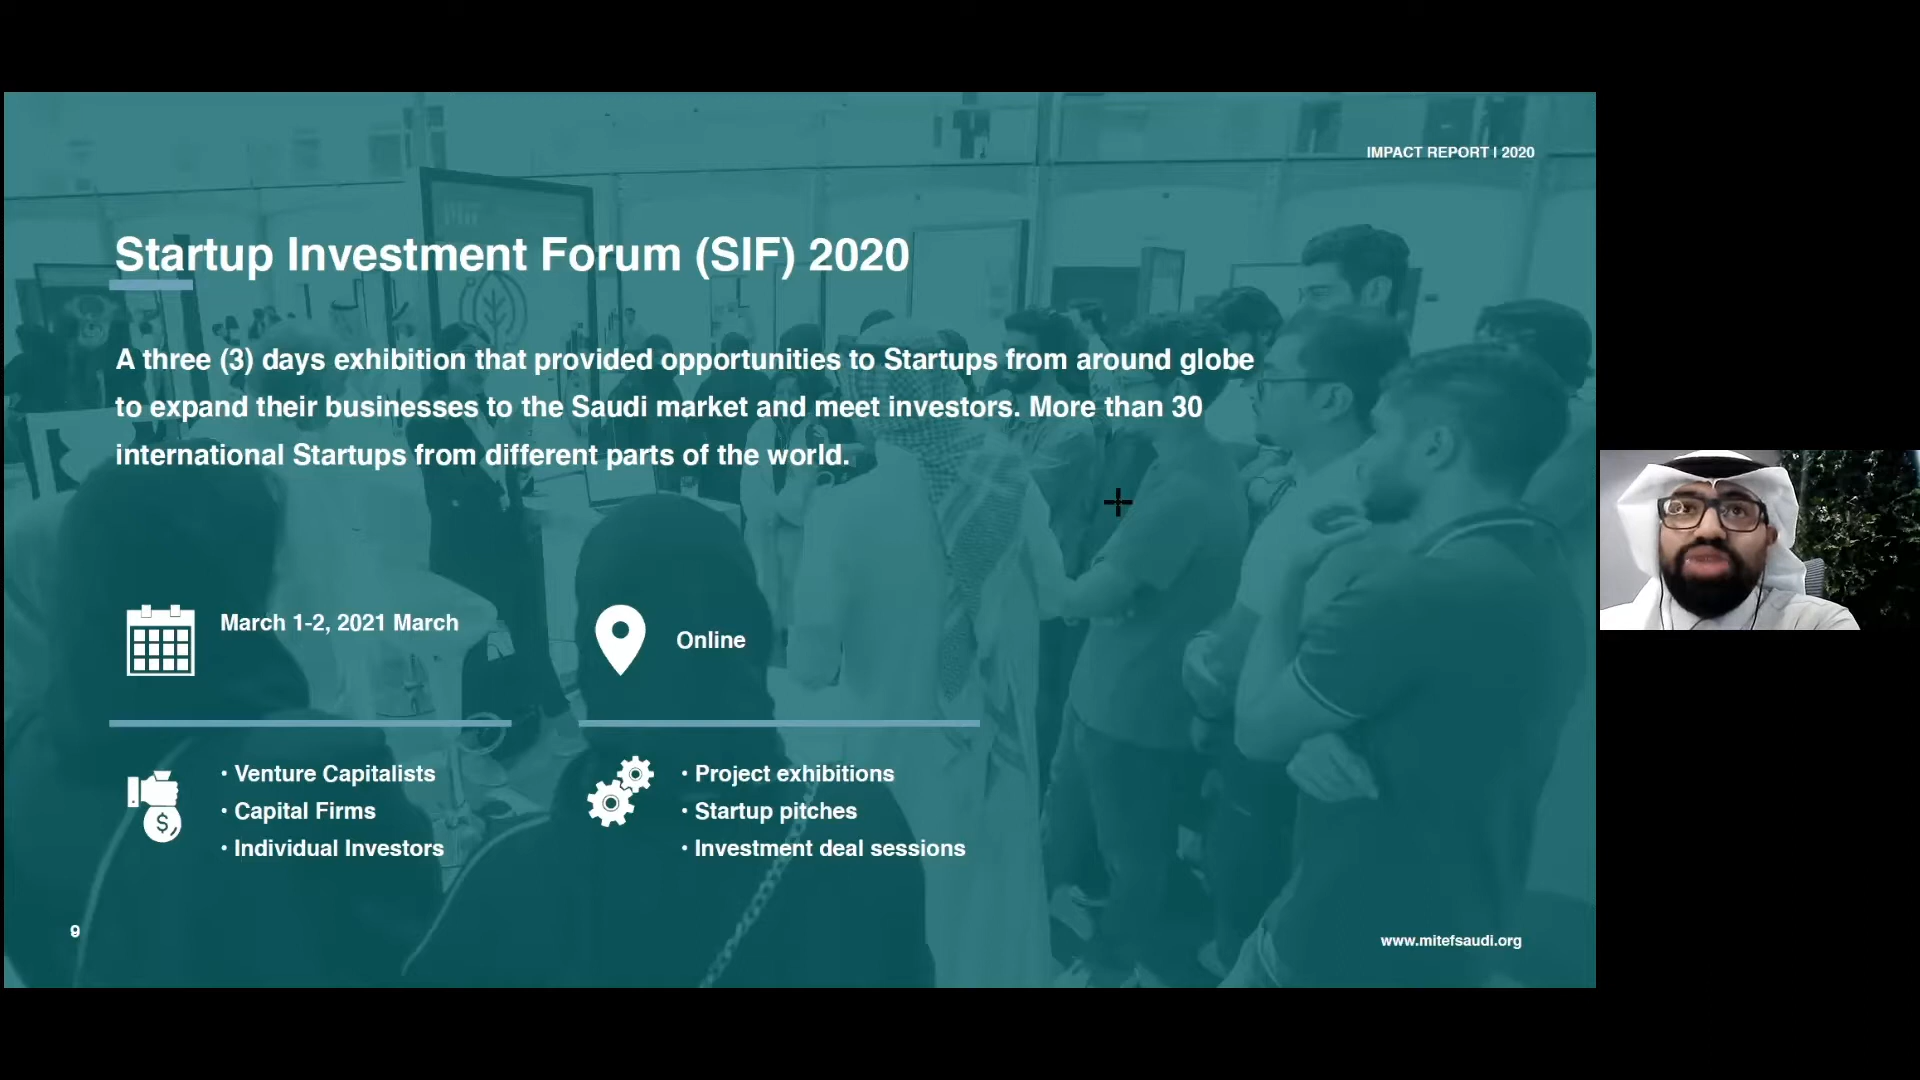 IMPACT REPORT | 2020
Startup Investment Forum (SIF) 2020
A three (3) days exhibition that provided opportunities to Startups from around globe
to expand their businesses to the Saudi market and meet investors. More than 30
international Startups from different parts of the world.
March 1-2, 2021 March
Online
• Venture Capitalists
• Capital Firms
• Individual Investors
$
• Project exhibitions
• Startup pitches
• Investment deal sessions
9
www.mitefsaudi.org